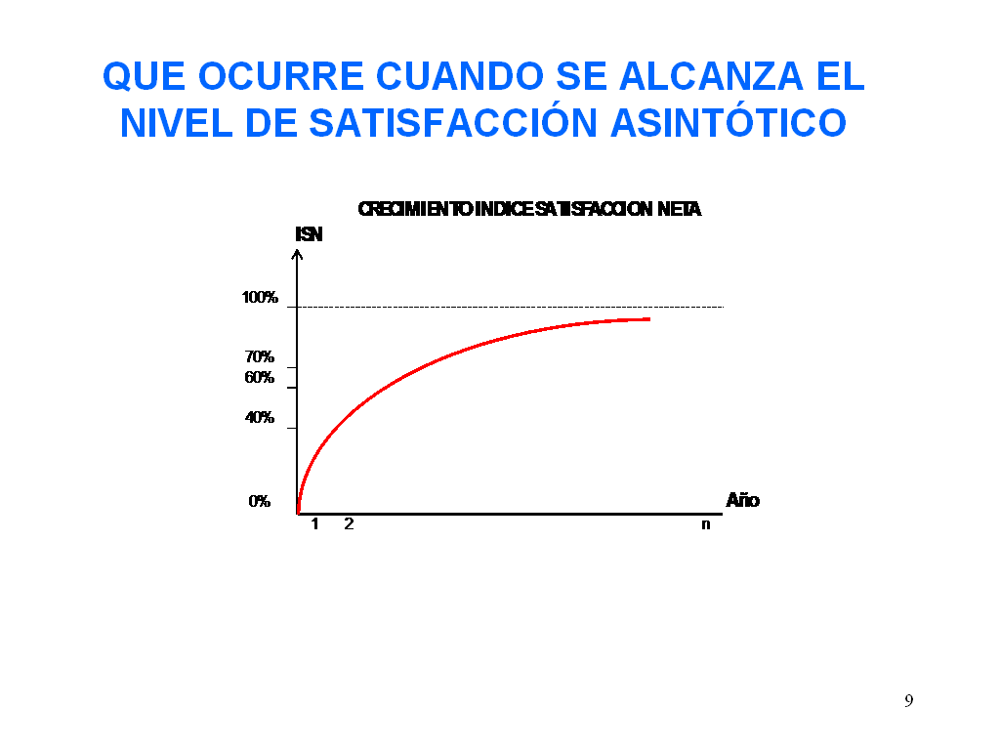 QUE OCURRE CUANDO SE ALCANZA EL
NIVEL DE SATISFACCIÓN ASINTÓTICO
CRECIMIENTO INDICE SATISFACCION NETA
ISN
100%
70%
60%
40%
0%
Año
1 2 n
9